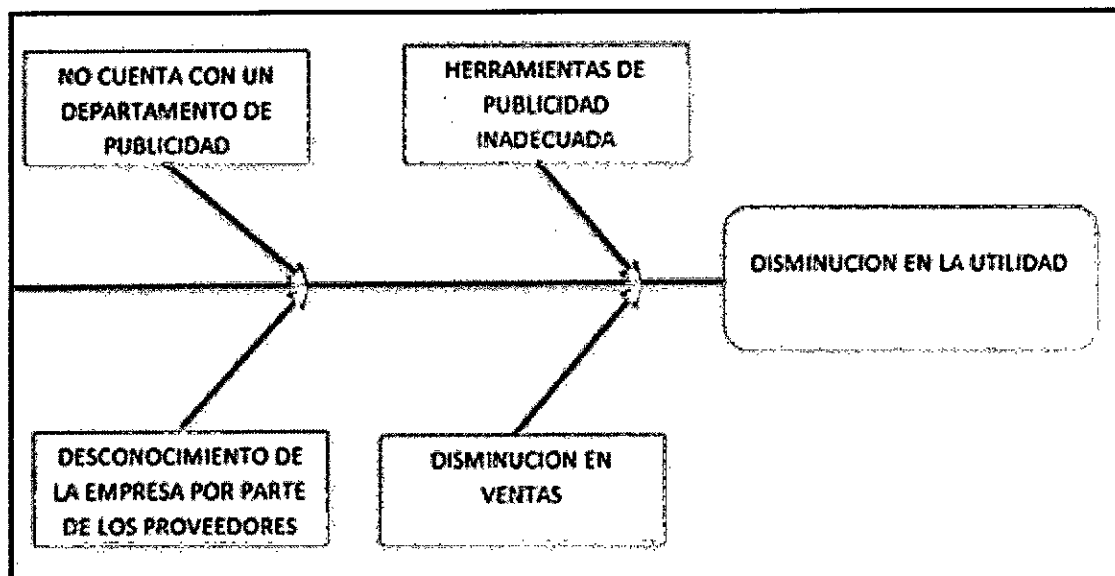 NO CUENTA CON UN
DEPARTAMENTO DE
PUBLICIDAD
HERRAMIENTAS DE
PUBLICIDAD
INADECUADA
DISMINUCION EN LA UTILIDAD
DESCONOCIMIENTO DE
LA EMPRESA POR PARTE
DE LOS PROVEEDORES
DISMINUCION EN
VENTAS